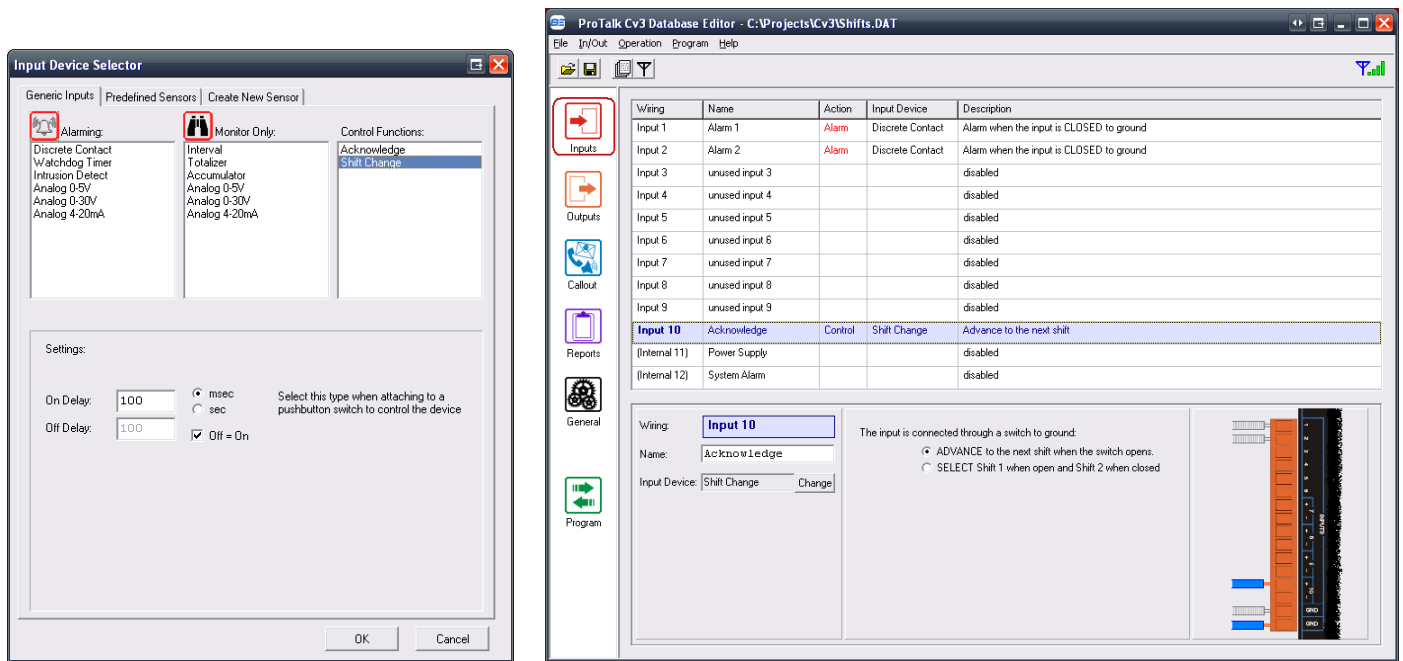 Input Device Selector
Generic Inputs Predefined Sensors Create New Sensor
Alarming: Monitor Only: Control Functions:
Discrete Contact
Watchdog Timer
Intrusion Detect
Analog 0-5V
Analog 0-30V
Analog 4-20mA
Interval
Totalizer
Accumulator
Analog 0-5V
Analog 0-30V
Analog 4-20mA
Acknowledge
Shift Change
Settings:
On Delay: 100 msec
sec
Off Delay: 100
Off = On
Select this type when attaching to a
pushbutton switch to control the device
OK Cancel
ProTalk Cv3 Database Editor - C:\Projects\Cv3\Shifts.DAT
File In/Out Operation Program Help
Inputs
Outputs
Callout
Reports
General
Program
Wiring Name Action Input Device Description
Input 1 Alarm 1 Alarm Discrete Contact Alarm when the input is CLOSED to ground
Input 2 Alarm 2 Alarm Discrete Contact Alarm when the input is CLOSED to ground
Input 3 unused input 3 disabled
Input 4 unused input 4 disabled
Input 5 unused input 5 disabled
Input 6 unused input 6 disabled
Input 7 unused input 7 disabled
Input 8 unused input 8 disabled
Input 9 unused input 9 disabled
Input 10 Acknowledge Control Shift Change Advance to the next shift
(Internal 11) Power Supply disabled
(Internal 12) System Alarm disabled
Wiring: Input 10
Name: Acknowledge
Input Device: Shift Change Change
The input is connected through a switch to ground:
ADVANCE to the next shift when the switch opens.
SELECT Shift 1 when open and Shift 2 when closed
INPUTS
GND
GND